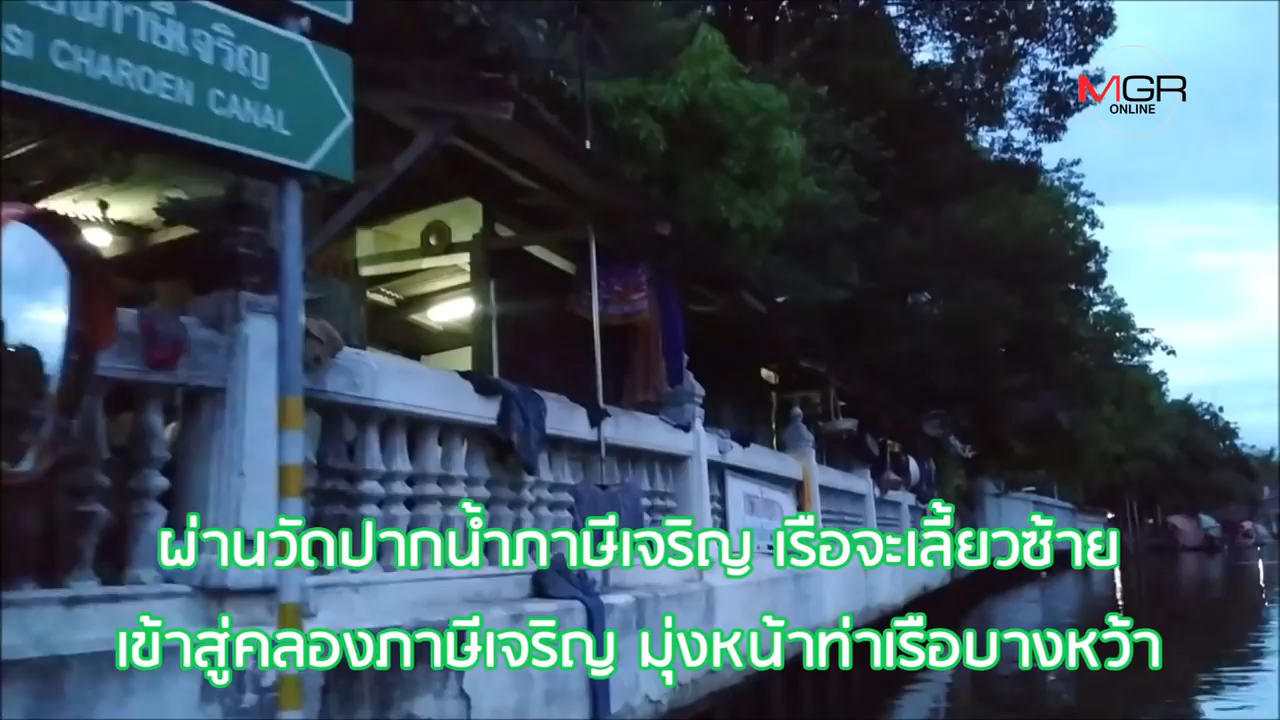 ภาษีเจริญ
SI CHAROEN CANAL
MGR
ONLINE
ผ่านวัดปากน้ำภาษีเจริญ เรือจะเลี้ยวซ้าย
เข้าสู่คลองภาษีเจริญ มุ่งหน้าท่าเรือบางหว้า